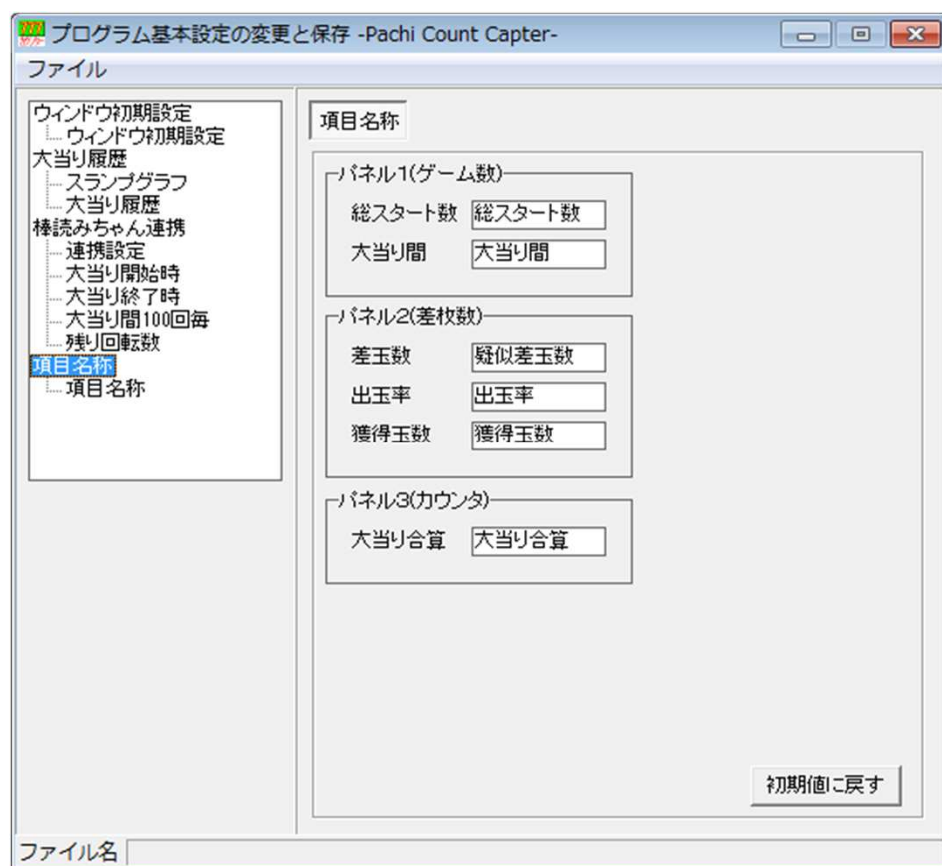 プログラム基本設定の変更と保存 -Pachi Count Capter-
ファイル
ウィンドウ初期設定
ウィンドウ初期設定
大当り履歴
スランプグラフ
大当り履歴
棒読みちゃん連携
連携設定
大当り開始時
大当り終了時
大当り間100回毎
残り回転数
項目名称
項目名称
項目名称
パネル1(ゲーム数)
総スタート数 総スタート数
大当り間 大当り間
パネル2(差枚数)
差玉数 疑似差玉数
出玉率 出玉率
獲得玉数 獲得玉数
パネル3(カウンタ)
大当り合算 大当り合算
初期値に戻す
ファイル名